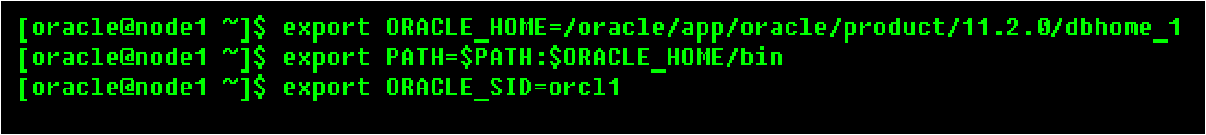 [oracle@node1 ~]$ export ORACLE_HOME=/oracle/app/oracle/product/11.2.0/dbhome_1
[oracle@node1 ~]$ export PATH=$PATH:$ORACLE_HOME/bin
[oracle@node1 ~]$ export ORACLE_SID=orcl1